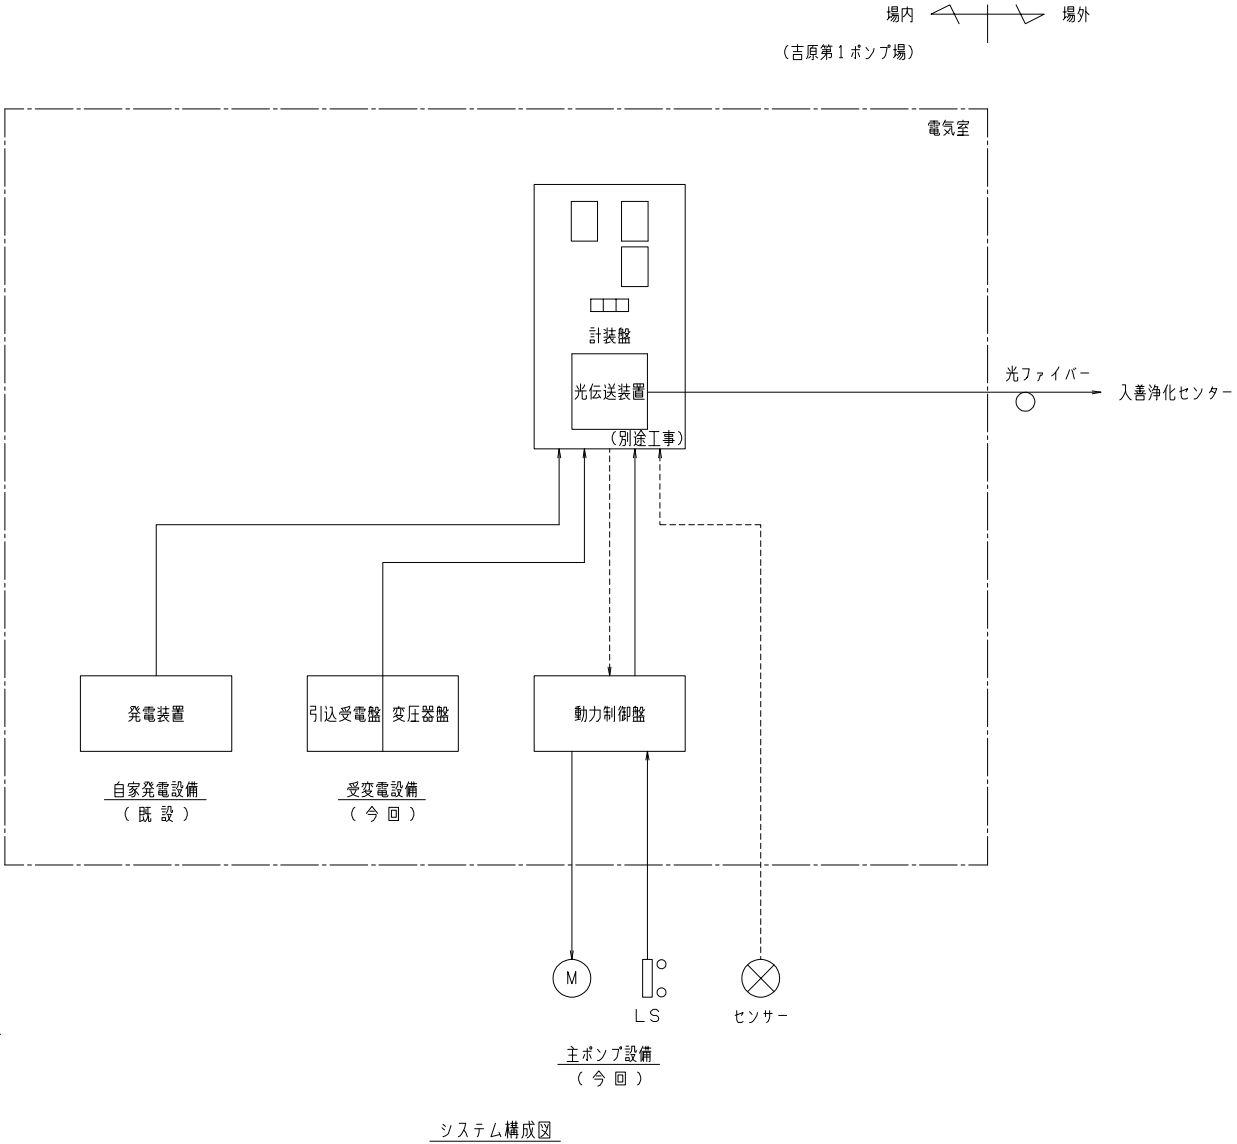 場内 場外
(吉原第1ポンプ場)
電気室
計装盤
光伝送装置
(別途工事)
光ファイバー
入善浄化センター
発電装置
引込受電盤
変圧器盤
動力制御盤
自家発電設備
(既設)
受変電設備
(今回)
M
LS
センサー
主ポンプ設備
(今回)
システム構成図